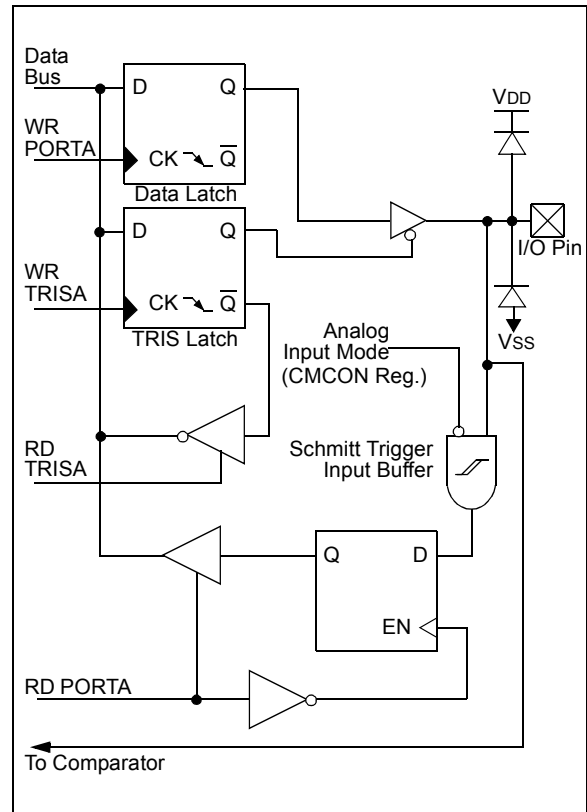 Data
Bus
D Q
VDD
WR
PORTA
CK Q̅
Data Latch
D Q
I/O Pin
WR
TRISA
CK Q̅
TRIS Latch
VSS
Analog
Input Mode
(CMCON Reg.)
RD
TRISA
Schmitt Trigger
Input Buffer
Q D
EN
RD PORTA
To Comparator